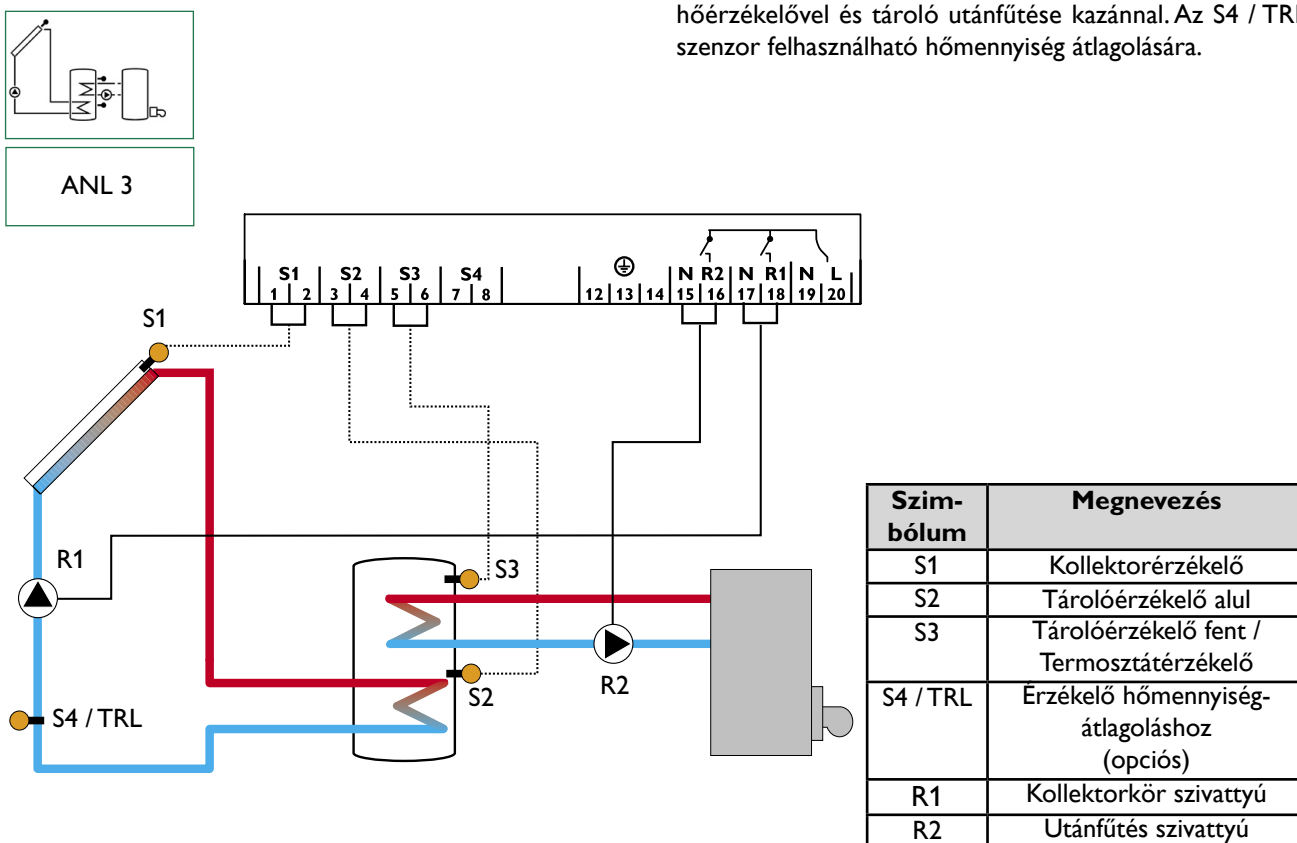 hőérzékelővel és tároló utánfűtése kazánnal. Az S4 /
szenzor felhasználható hőmennyiség átlagolására.
ANL 3
S1 S2 S3 S4 N R2 N R1 N L
1 2 3 4 5 6 7 8 12 13 14 15 16 17 18 19 20
S1
R1
S3
S2
R2
S4 / TRL
Szim-
bólum
Megnevezés
S1 Kollektorérzékelő
S2 Tárolóérzékelő alul
S3 Tárolóérzékelő fent /
Termosztátérzékelő
S4 / TRL Érzékelő hőmennyiség-
átlagoláshoz
(opciós)
R1 Kollektorkör szivattyú
R2 Utánfűtés szivattyú